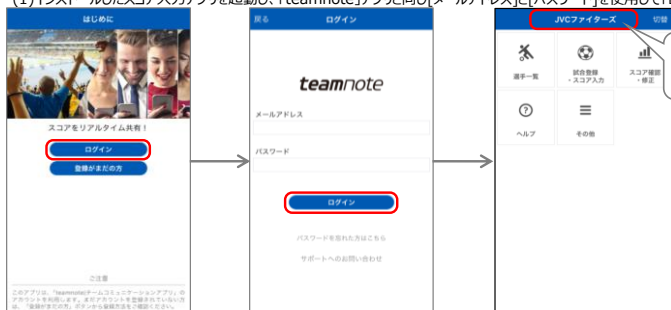 (1)インストールしたスコア入力アプリを起動し、「teamnote」アプリと同じ[メールアドレス]と[パスワード]を使用して
はじめに
スコアをリアルタイム共有！
ログイン
登録がまだの方
ご注意
このアプリは、"teamnote(チームコミュニケーションアプリ)"の
アカウントを利用します。まだアカウントを登録されていない方
は、"登録がまだの方"ボタンから登録方法をご確認ください。
戻る
ログイン
teamnote
メールアドレス
パスワード
ログイン
パスワードを忘れた方はこちら
サポートへのお問い合わせ
JVCファイターズ
切替
選手一覧
試合登録
・スコア入力
スコア確認
・修正
ヘルプ
その他